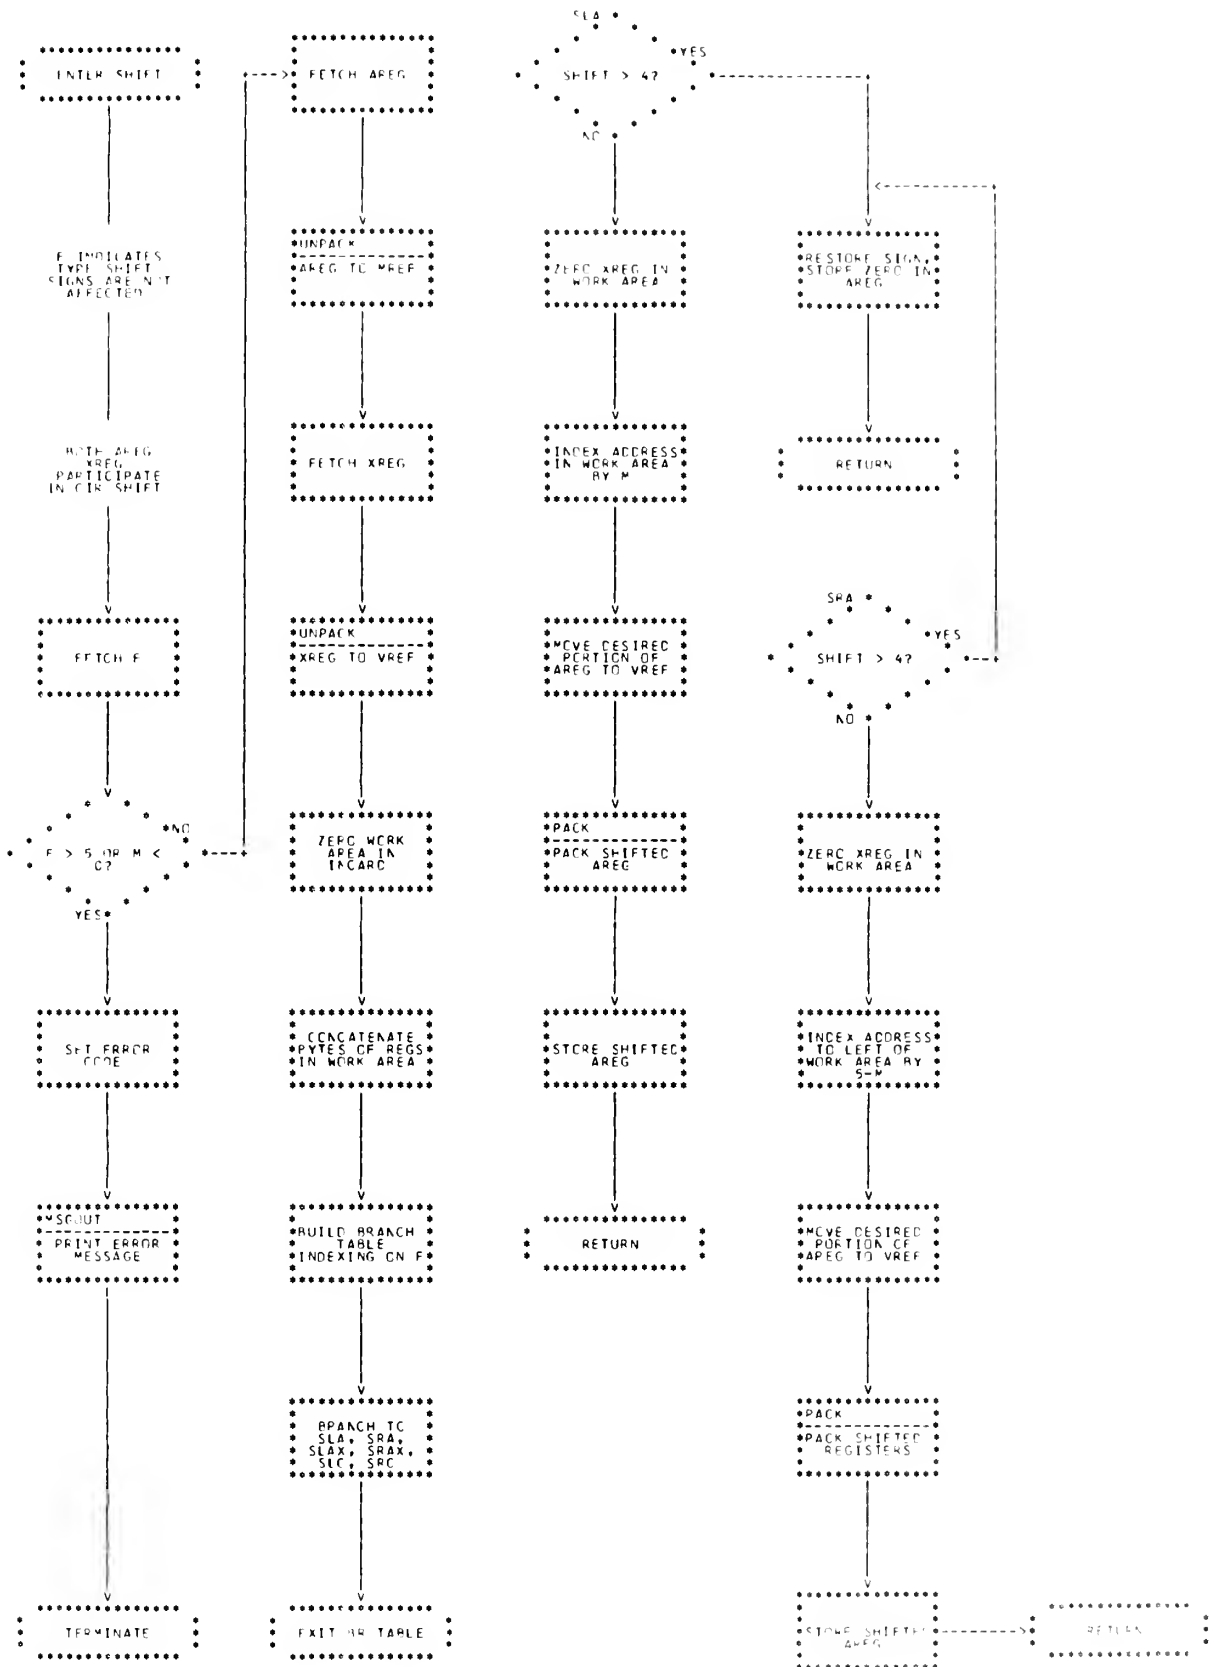 ENTER SHIFT
F INDICATES
TYPE SHIFT
SIGNS ARE NOT
AFFECTED
BOTH AREG
XREG
PARTICIPATE
IN CIR SHIFT
FETCH F
F > 5 OR M <
0?
NO
YES
SET ERROR
CODE
MSGOUT
PRINT ERROR
MESSAGE
TERMINATE
FETCH AREG
UNPACK
AREG TO MREF
FETCH XREG
UNPACK
XREG TO VREF
ZERO WORK
AREA IN
INCARD
CONCATENATE
BYTES OF REGS
IN WORK AREA
BUILD BRANCH
TABLE
INDEXING ON F
BRANCH TO
SLA, SRA,
SLAX, SRAX,
SLC, SRC
EXIT BR TABLE
SLA
YES
SHIFT > 4?
NO
ZERO XREG IN
WORK AREA
INDEX ADDRESS
IN WORK AREA
BY M
MOVE DESIRED
PORTION OF
AREG TO VREF
PACK
PACK SHIFTED
AREG
STORE SHIFTED
AREG
RETURN
RESTORE SIGN,
STORE ZERO IN
AREG
RETURN
SRA
YES
SHIFT > 4?
NO
ZERO XREG IN
WORK AREA
INDEX ADDRESS
TO LEFT OF
WORK AREA BY
5-M
MOVE DESIRED
PORTION OF
AREG TO VREF
PACK
PACK SHIFTED
REGISTERS
STORE SHIFTED
AREG
RETURN